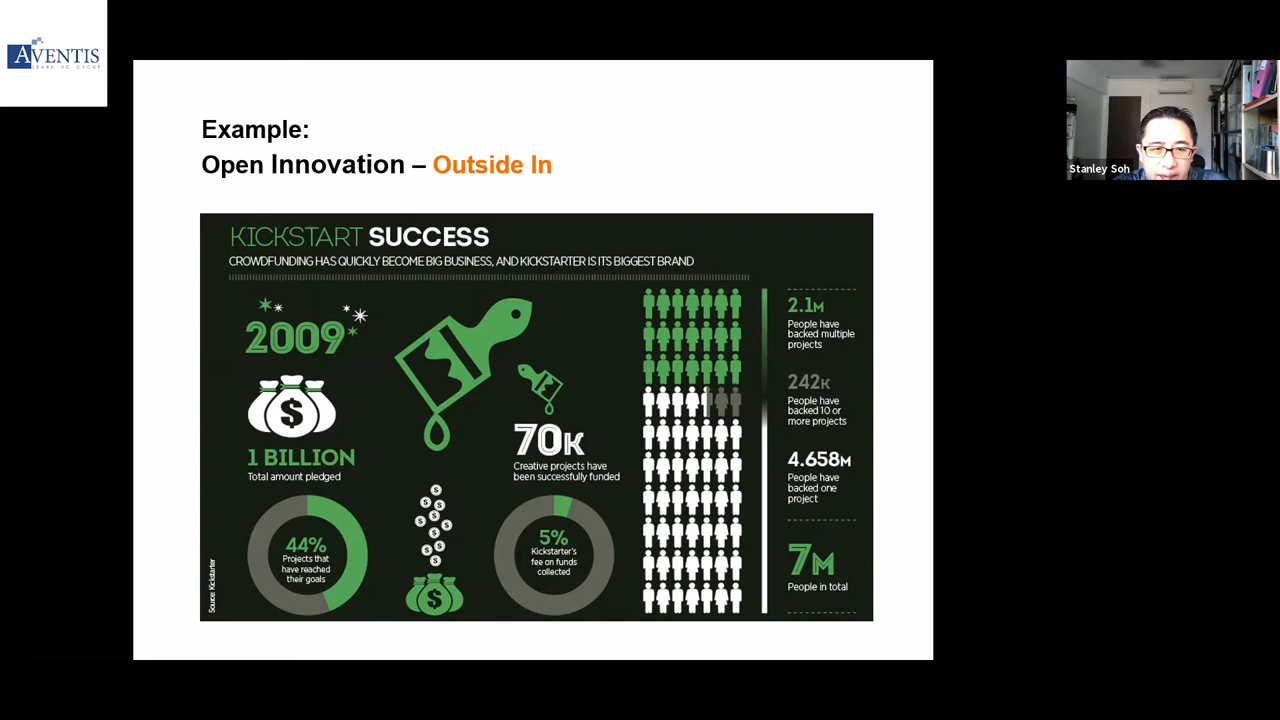 AVENTIS
LEARNING GROUP
Example:
Open Innovation – Outside In
KICKSTART SUCCESS
CROWDFUNDING HAS QUICKLY BECOME BIG BUSINESS, AND KICKSTARTER IS ITS BIGGEST BRAND
2009
$
1 BILLION
Total amount pledged
44%
Projects that
have reached
their goals
Source: Kickstarter
70K
Creative projects have
been successfully funded
$
5%
Kickstarter's
fee on funds
collected
2.1M
People have
backed multiple
projects
242K
People have
backed 10 or
more projects
4.658M
People have
backed one
project
7M
People in total
Stanley Soh